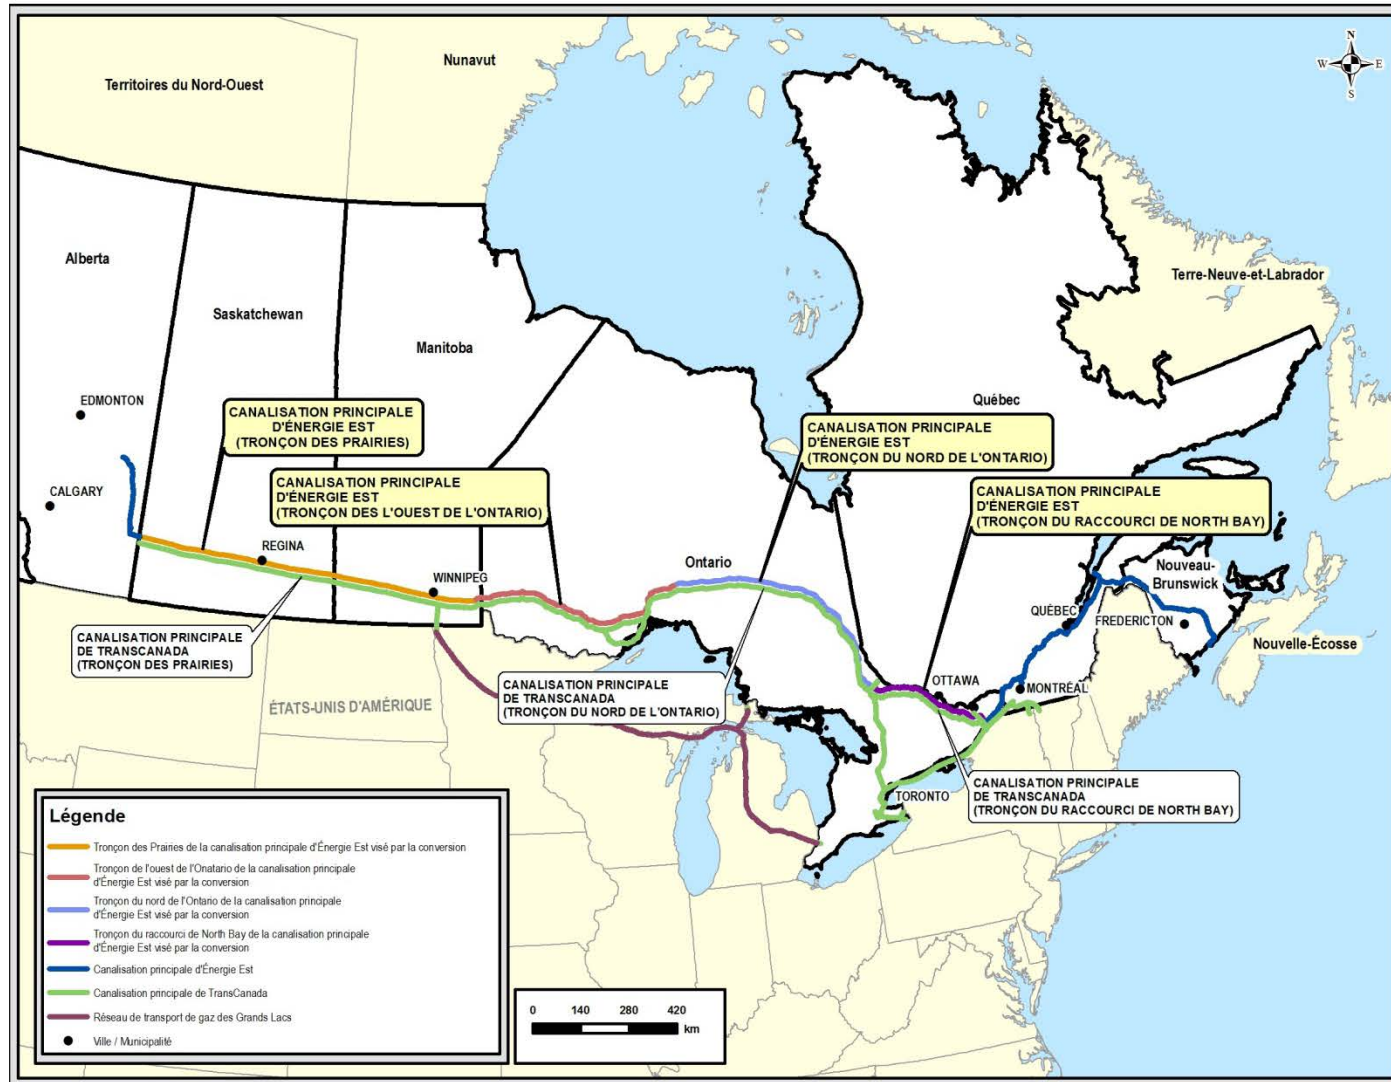 Nunavut
N
W
E
S
Territoires du Nord-Ouest
Alberta
Terre-Neuve-et-Labrador
Saskatchewan
Manitoba
EDMONTON
Québec
CANALISATION PRINCIPALE
D'ÉNERGIE EST
(TRONÇON DES PRAIRIES)
CANALISATION PRINCIPALE
D'ÉNERGIE EST
(TRONÇON DU NORD DE L'ONTARIO)
CALGARY
CANALISATION PRINCIPALE
D'ÉNERGIE EST
(TRONÇON DES L'OUEST DE L'ONTARIO)
CANALISATION PRINCIPALE
D'ÉNERGIE EST
(TRONÇON DU RACCOURCI DE NORTH BAY)
REGINA
Ontario
WINNIPEG
Nouveau-
Brunswick
QUÉBEC
FREDERICTON
Nouvelle-Écosse
CANALISATION PRINCIPALE
DE TRANSCANADA
(TRONÇON DES PRAIRIES)
CANALISATION PRINCIPALE
DE TRANSCANADA
(TRONÇON DU NORD DE L'ONTARIO)
OTTAWA
MONTRÉAL
ÉTATS-UNIS D'AMÉRIQUE
CANALISATION PRINCIPALE
DE TRANSCANADA
(TRONÇON DU RACCOURCI DE NORTH BAY)
TORONTO
Légende
Tronçon des Prairies de la canalisation principale d'Énergie Est visé par la conversion
Tronçon de l'ouest de l'Onatario de la canalisation principale
d'Énergie Est visé par la conversion
Tronçon du nord de l'Ontario de la canalisation principale
d'Énergie Est visé par la conversion
Tronçon du raccourci de North Bay de la canalisation principale
d'Énergie Est visé par la conversion
Canalisation principale d'Énergie Est
Canalisation principale de TransCanada
Réseau de transport de gaz des Grands Lacs
Ville / Municipalité
0 140 280 420
km